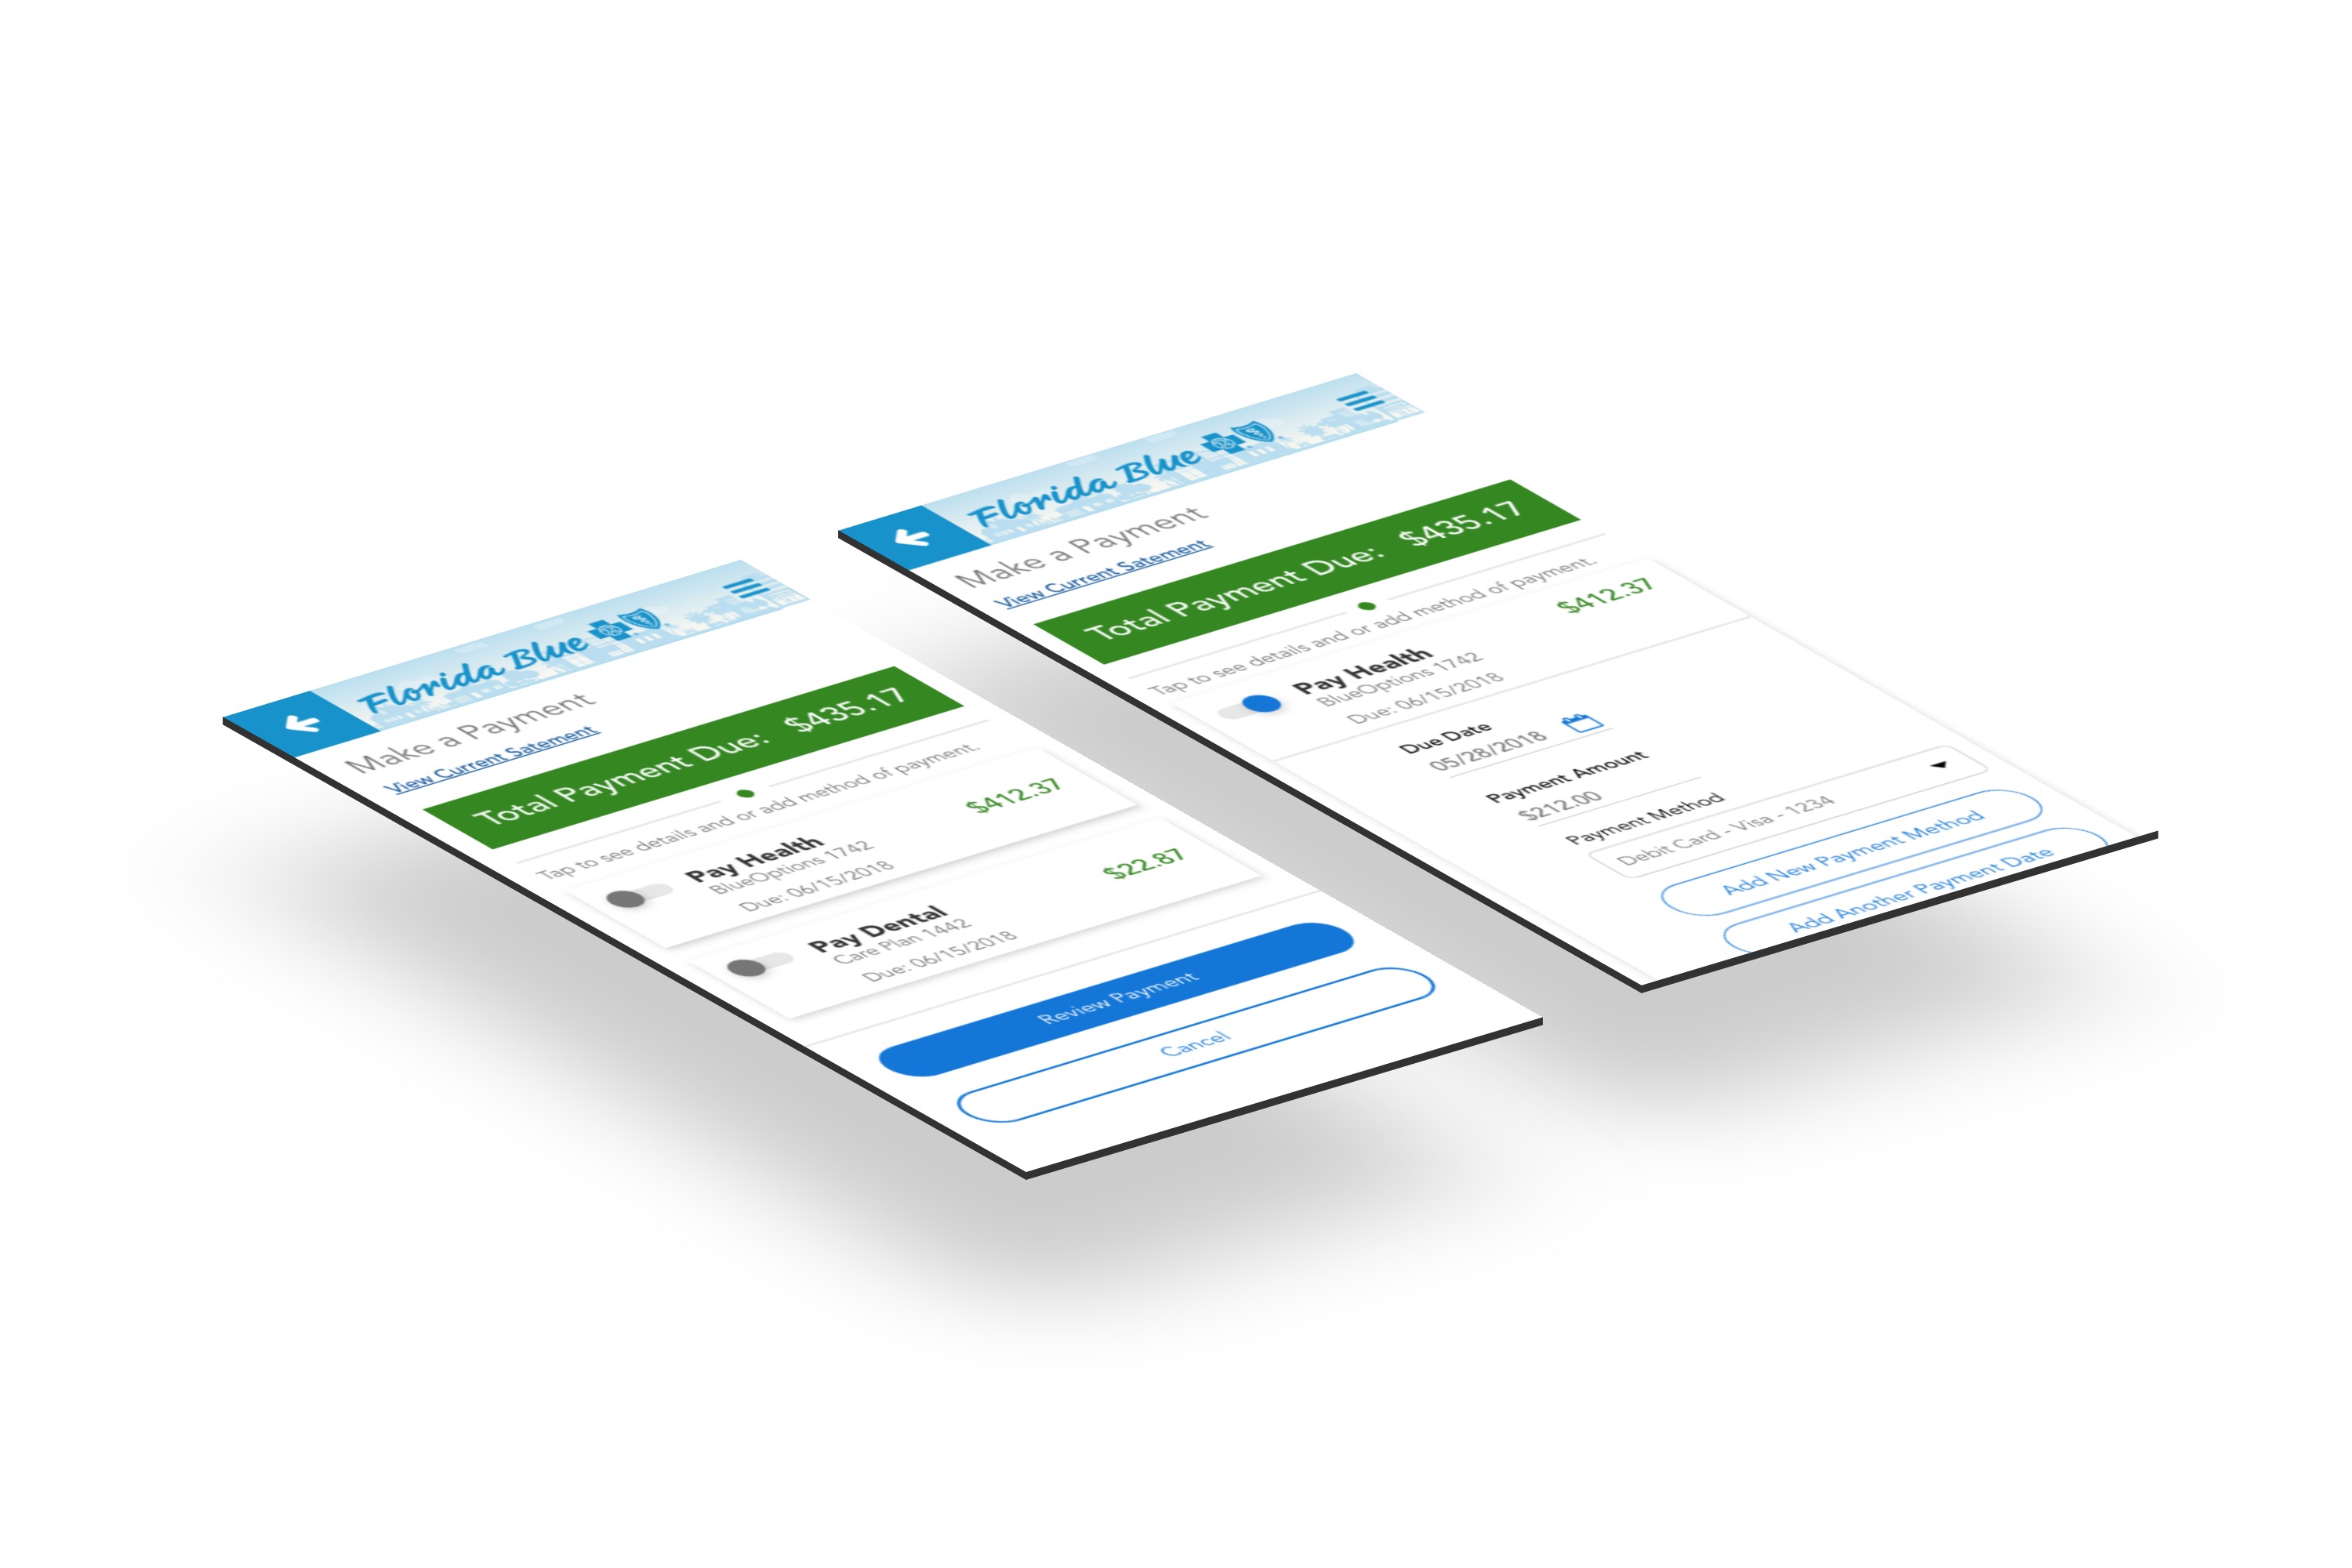 Florida Blue
Make a Payment
View Current Satement
Total Payment Due: $435.17
Tap to see details and or add method of payment.
Pay Health $412.37
BlueOptions 1742
Due: 06/15/2018
Pay Dental $22.87
Care Plan 1442
Due: 06/15/2018
Review Payment
Cancel
Florida Blue
Make a Payment
View Current Satement
Total Payment Due: $435.17
Tap to see details and or add method of payment.
Pay Health $412.37
BlueOptions 1742
Due: 06/15/2018
Due Date
05/28/2018
Payment Amount
$212.00
Payment Method
Debit Card - Visa - 1234
Add New Payment Method
Add Another Payment Date